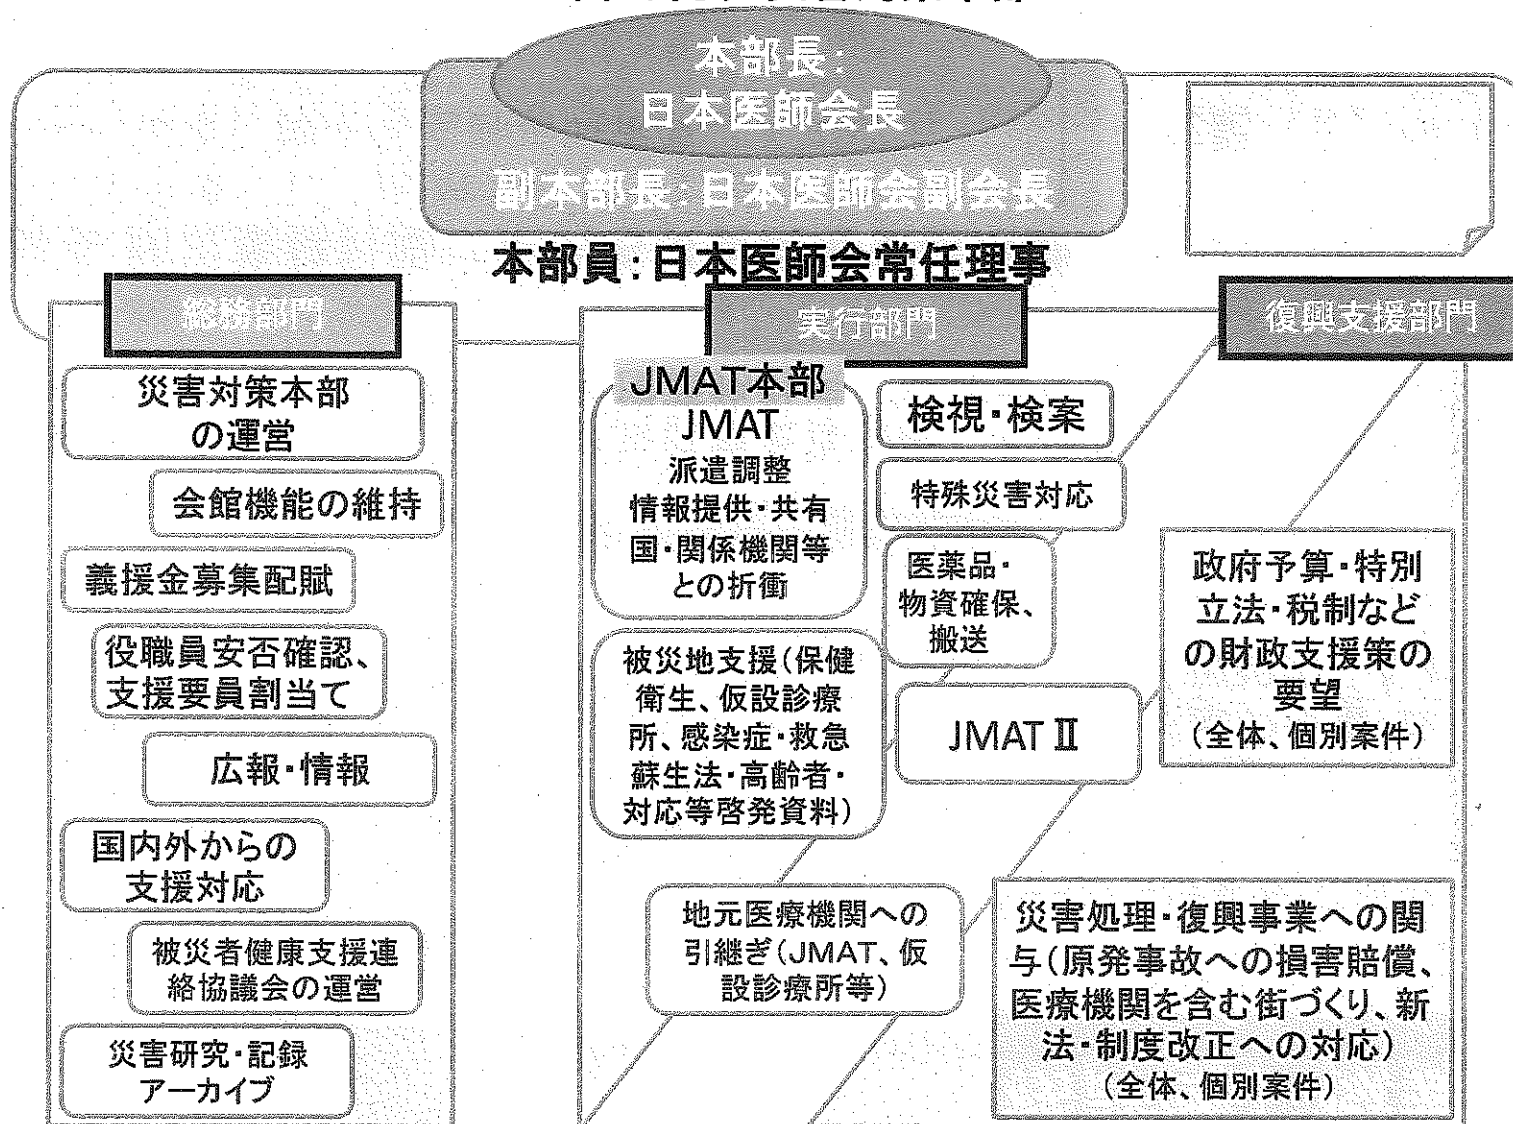 本部長：
日本医師会長
副本部長：日本医師会副会長
本部員：日本医師会常任理事
総務部門
災害対策本部
の運営
会館機能の維持
義援金募集配賦
役職員安否確認、
支援要員割当て
広報・情報
国内外からの
支援対応
被災者健康支援連
絡協議会の運営
災害研究・記録
アーカイブ
実行部門
JMAT本部
JMAT
派遣調整
情報提供・共有
国・関係機関等
との折衝
検視・検案
特殊災害対応
医薬品・
物資確保、
搬送
被災地支援（保健
衛生、仮設診療
所、感染症・救急
蘇生法・高齢者・
対応等啓発資料）
JMAT Ⅱ
地元医療機関への
引継ぎ（JMAT、仮
設診療所等）
復興支援部門
政府予算・特別
立法・税制など
の財政支援策の
要望
（全体、個別案件）
災害処理・復興事業への関
与（原発事故への損害賠償、
医療機関を含む街づくり、新
法・制度改正への対応）
（全体、個別案件）